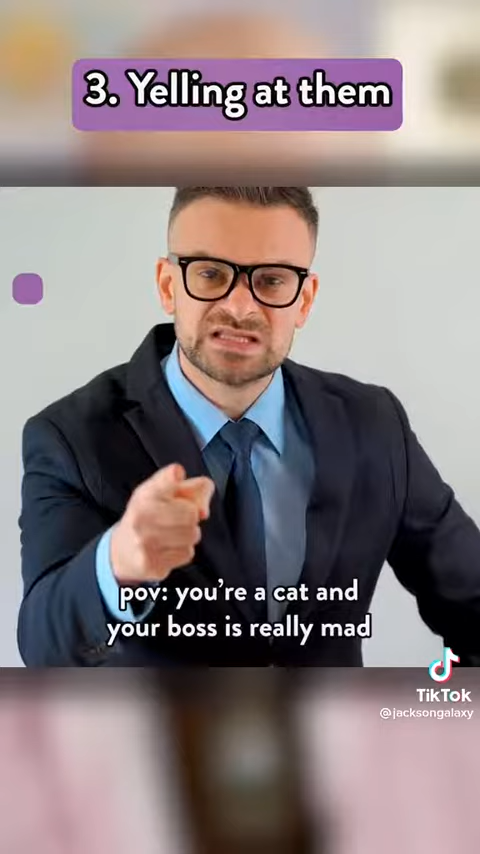 3. Yelling at them
pov: you're a cat and
your boss is really mad
TikTok
@jacksongalaxy